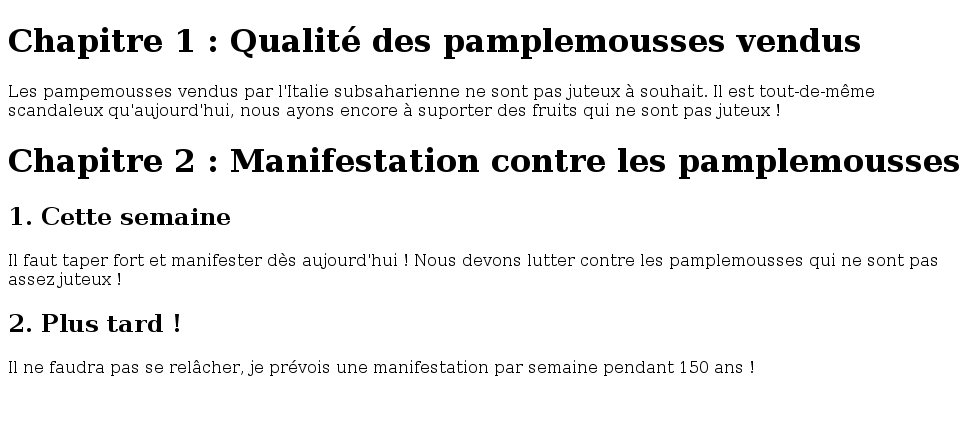 Chapitre 1 : Qualité des pamplemousses vendus
Les pampemousses vendus par l'Italie subsaharienne ne sont pas juteux à souhait. Il est tout-de-même
scandaleux qu'aujourd'hui, nous ayons encore à suporter des fruits qui ne sont pas juteux !
Chapitre 2 : Manifestation contre les pamplemousses
1. Cette semaine
Il faut taper fort et manifester dès aujourd'hui ! Nous devons lutter contre les pamplemousses qui ne sont pas
assez juteux !
2. Plus tard !
Il ne faudra pas se relâcher, je prévois une manifestation par semaine pendant 150 ans !